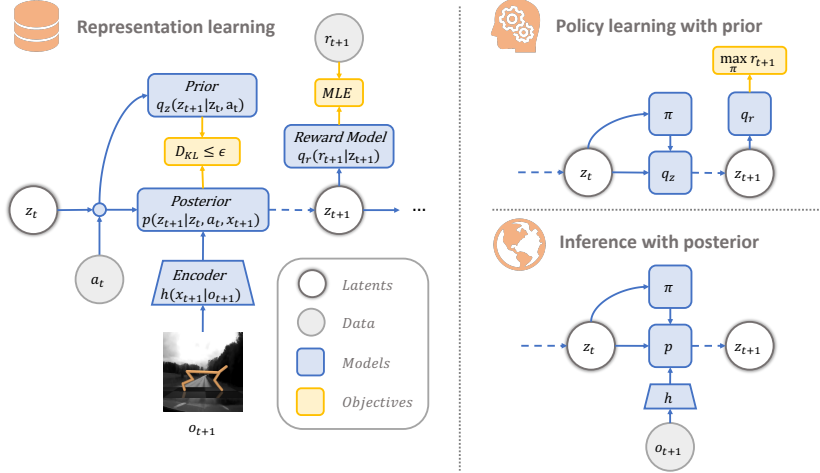 Representation learning
r_{t+1}
MLE
Prior
q_z(z_{t+1}|z_t, a_t)
D_{KL} ≤ ϵ
Reward Model
q_r(r_{t+1}|z_{t+1})
z_t
Posterior
p(z_{t+1}|z_t, a_t, x_{t+1})
z_{t+1}
...
a_t
Encoder
h(x_{t+1}|o_{t+1})
o_{t+1}
Latents
Data
Models
Objectives
Policy learning with prior
max_π r_{t+1}
π
q_r
z_t
q_z
z_{t+1}
Inference with posterior
π
z_t
p
z_{t+1}
h
o_{t+1}